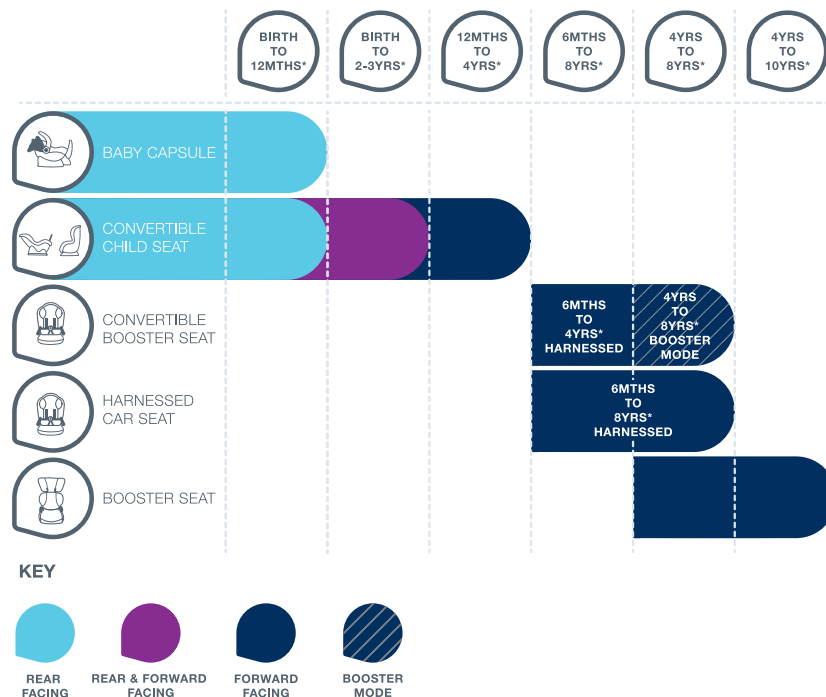 BIRTH
TO
12MTHS*
BIRTH
TO
2-3YRS*
12MTHS
TO
4YRS*
6MTHS
TO
8YRS*
4YRS
TO
8YRS*
4YRS
TO
10YRS*
BABY CAPSULE
CONVERTIBLE
CHILD SEAT
CONVERTIBLE
BOOSTER SEAT
6MTHS
TO
4YRS*
HARNESSED
4YRS
TO
8YRS*
BOOSTER
MODE
HARNESSED
CAR SEAT
6MTHS
TO
8YRS*
HARNESSED
BOOSTER SEAT
KEY
REAR
FACING
REAR & FORWARD
FACING
FORWARD
FACING
BOOSTER
MODE